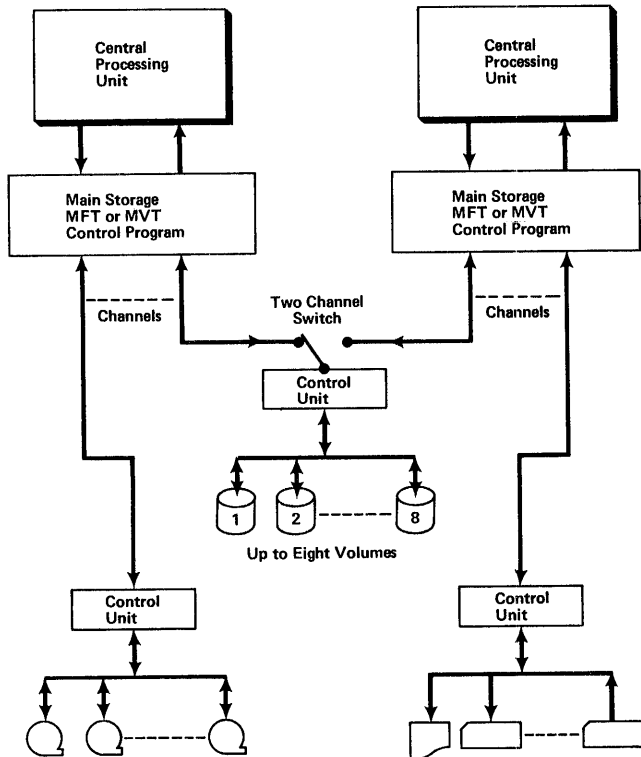 Central
Processing
Unit
Central
Processing
Unit
Main Storage
MFT or MVT
Control Program
Main Storage
MFT or MVT
Control Program
Channels
Two Channel
Switch
Channels
Control
Unit
1
2
8
Up to Eight Volumes
Control
Unit
Control
Unit